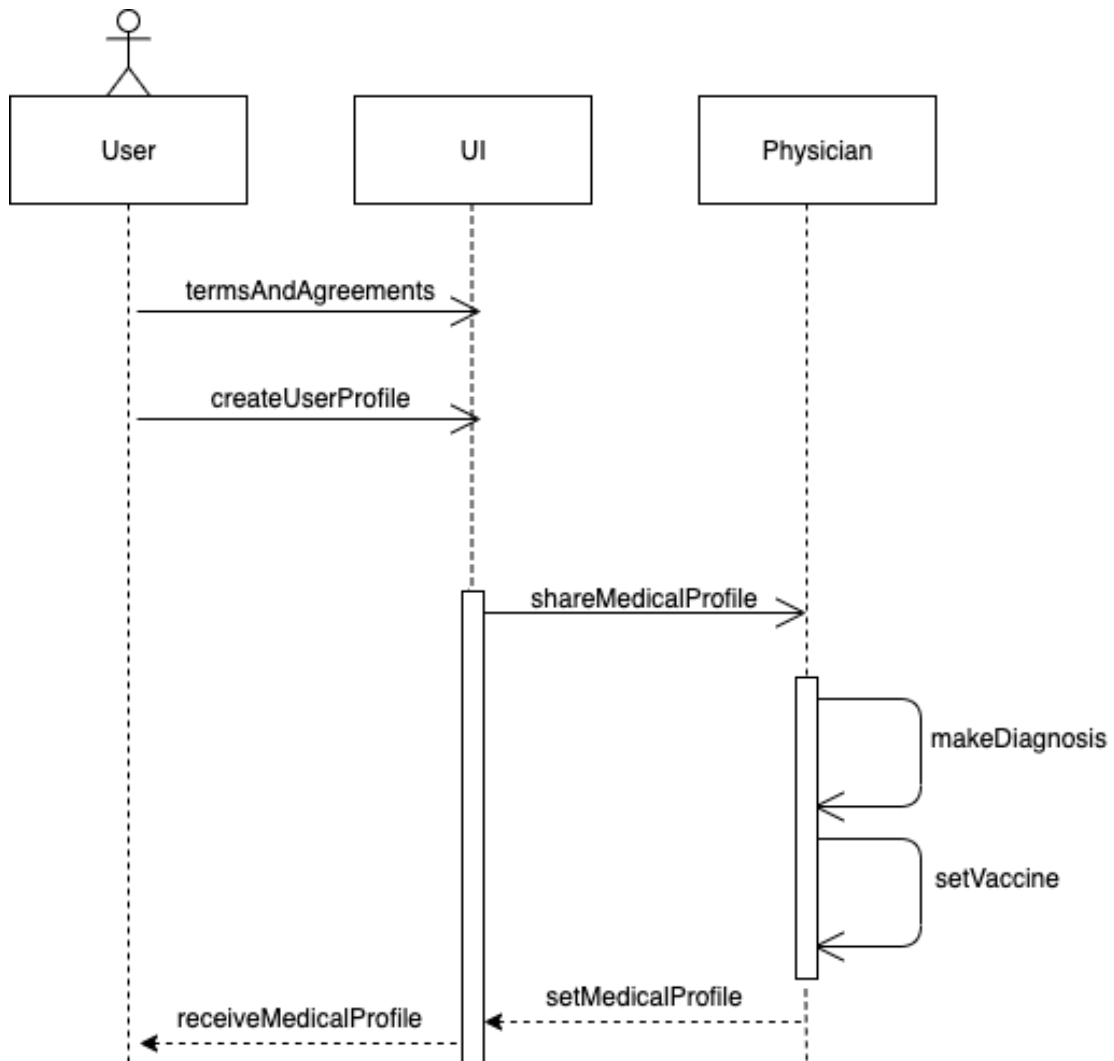 User
UI
Physician
termsAndAgreements
createUserProfile
shareMedicalProfile
makeDiagnosis
setVaccine
setMedicalProfile
receiveMedicalProfile